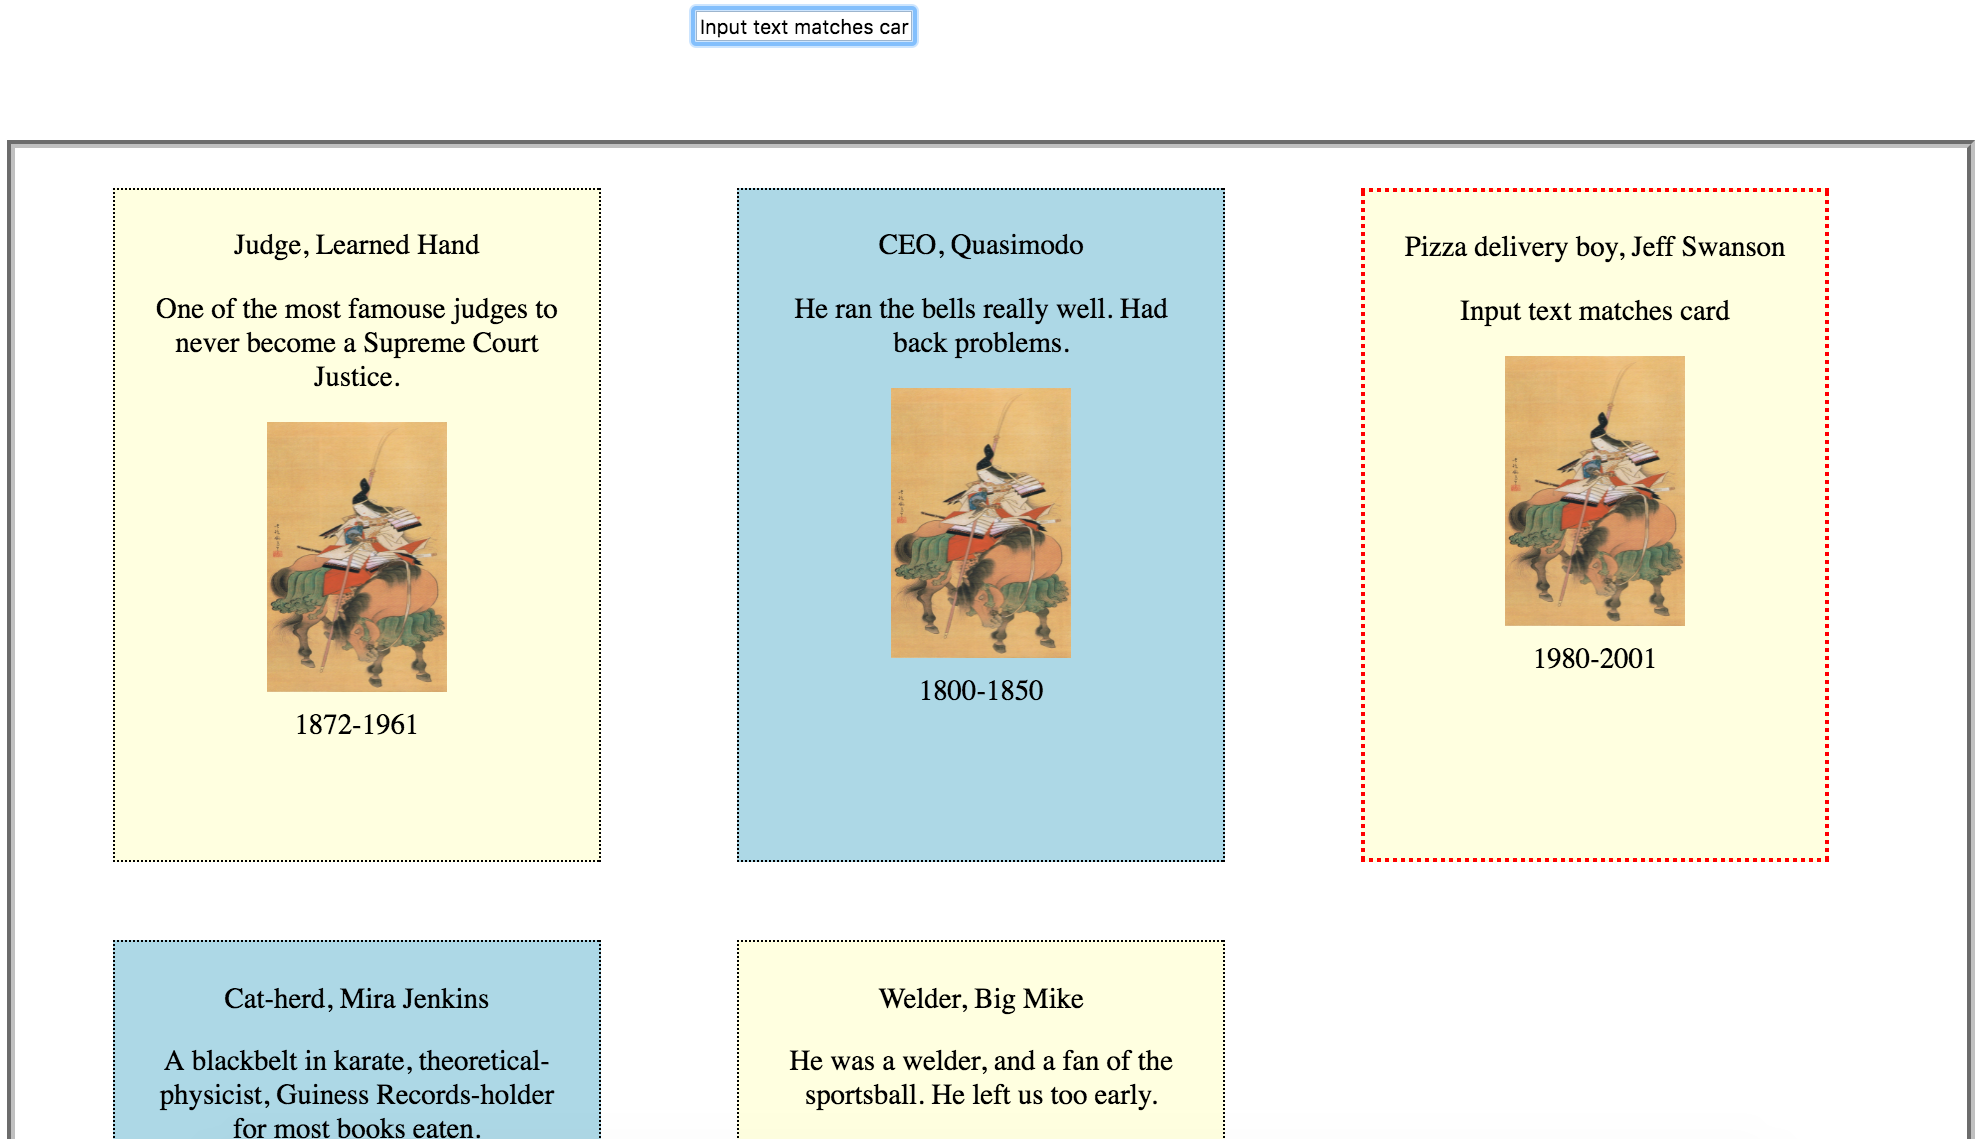 Input text matches car
Judge, Learned Hand
One of the most famouse judges to
never become a Supreme Court
Justice.
1872-1961
CEO, Quasimodo
He ran the bells really well. Had
back problems.
1800-1850
Pizza delivery boy, Jeff Swanson
Input text matches card
1980-2001
Cat-herd, Mira Jenkins
A blackbelt in karate, theoretical-
physicist, Guiness Records-holder
for most books eaten.
Welder, Big Mike
He was a welder, and a fan of the
sportsball. He left us too early.